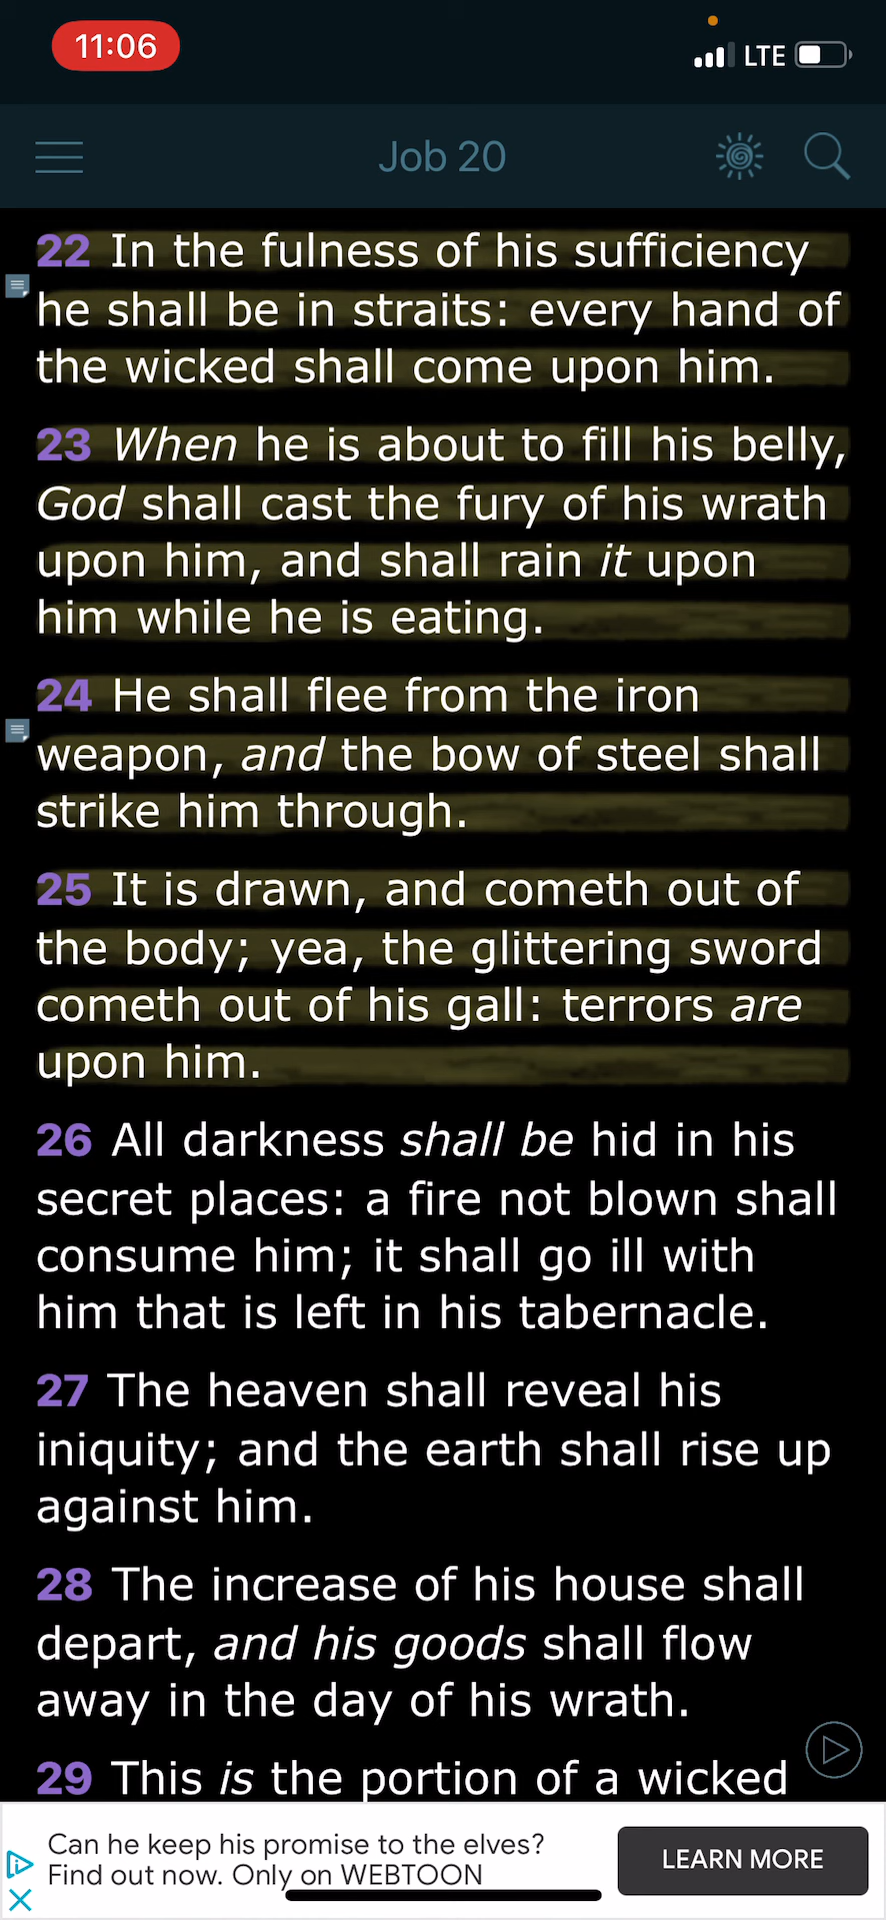 11:06
LTE
Job 20
22 In the fulness of his sufficiency
he shall be in straits: every hand of
the wicked shall come upon him.
23 When he is about to fill his belly,
God shall cast the fury of his wrath
upon him, and shall rain it upon
him while he is eating.
24 He shall flee from the iron
weapon, and the bow of steel shall
strike him through.
25 It is drawn, and cometh out of
the body; yea, the glittering sword
cometh out of his gall: terrors are
upon him.
26 All darkness shall be hid in his
secret places: a fire not blown shall
consume him; it shall go ill with
him that is left in his tabernacle.
27 The heaven shall reveal his
iniquity; and the earth shall rise up
against him.
28 The increase of his house shall
depart, and his goods shall flow
away in the day of his wrath.
29 This is the portion of a wicked
Can he keep his promise to the elves?
Find out now. Only on WEBTOON
LEARN MORE